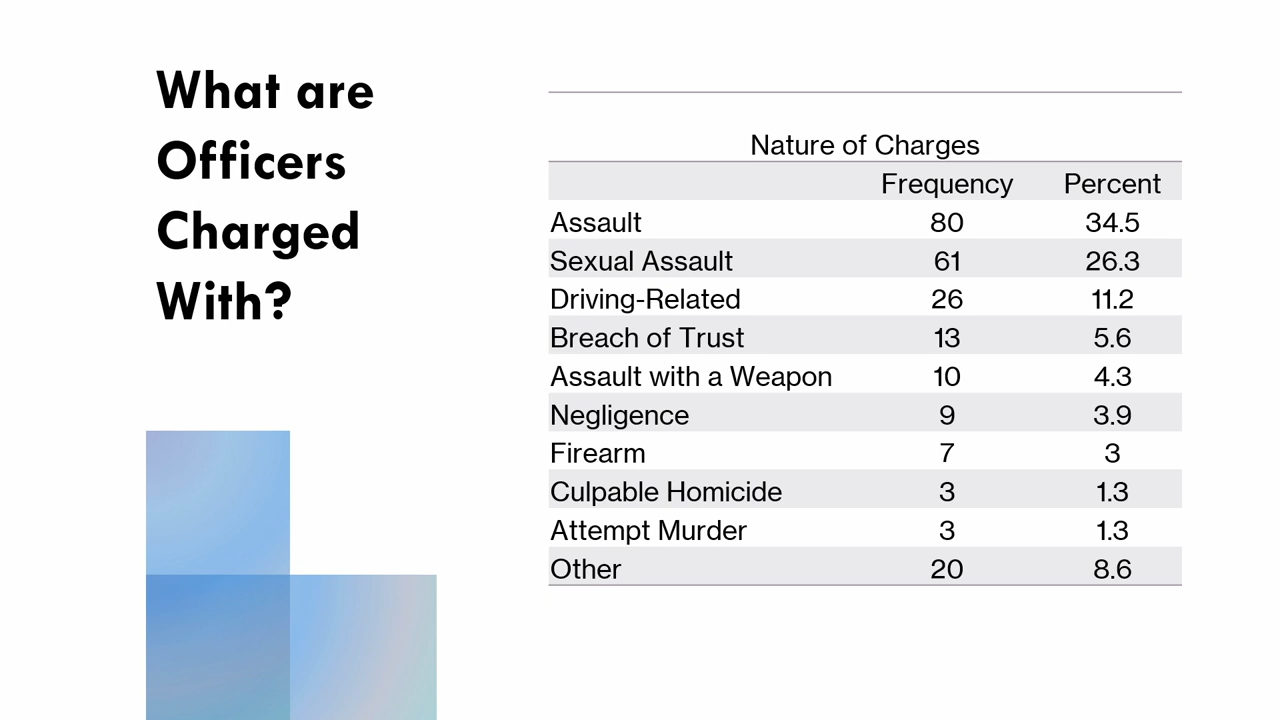 What are
Officers
Charged
With?
Nature of Charges
Frequency Percent
Assault 80 34.5
Sexual Assault 61 26.3
Driving-Related 26 11.2
Breach of Trust 13 5.6
Assault with a Weapon 10 4.3
Negligence 9 3.9
Firearm 7 3
Culpable Homicide 3 1.3
Attempt Murder 3 1.3
Other 20 8.6